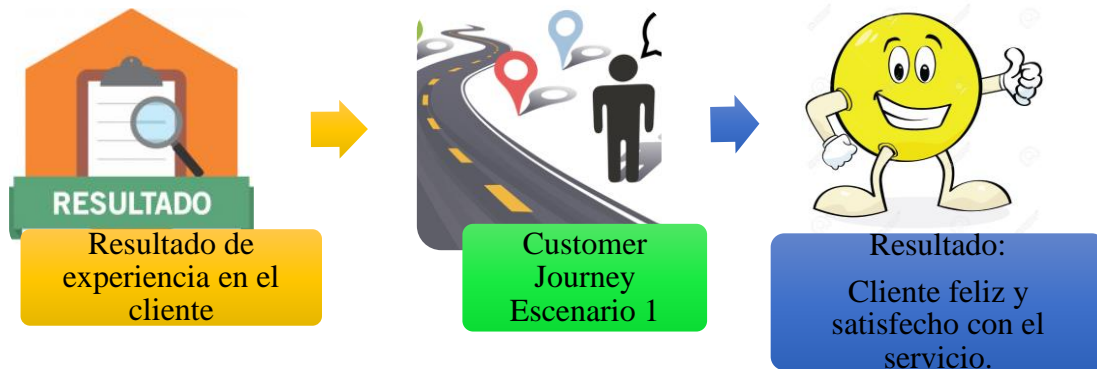 RESULTADO
Resultado de
experiencia en el
cliente
Customer
Journey
Escenario 1
Resultado:
Cliente feliz y
satisfecho con el
servicio.